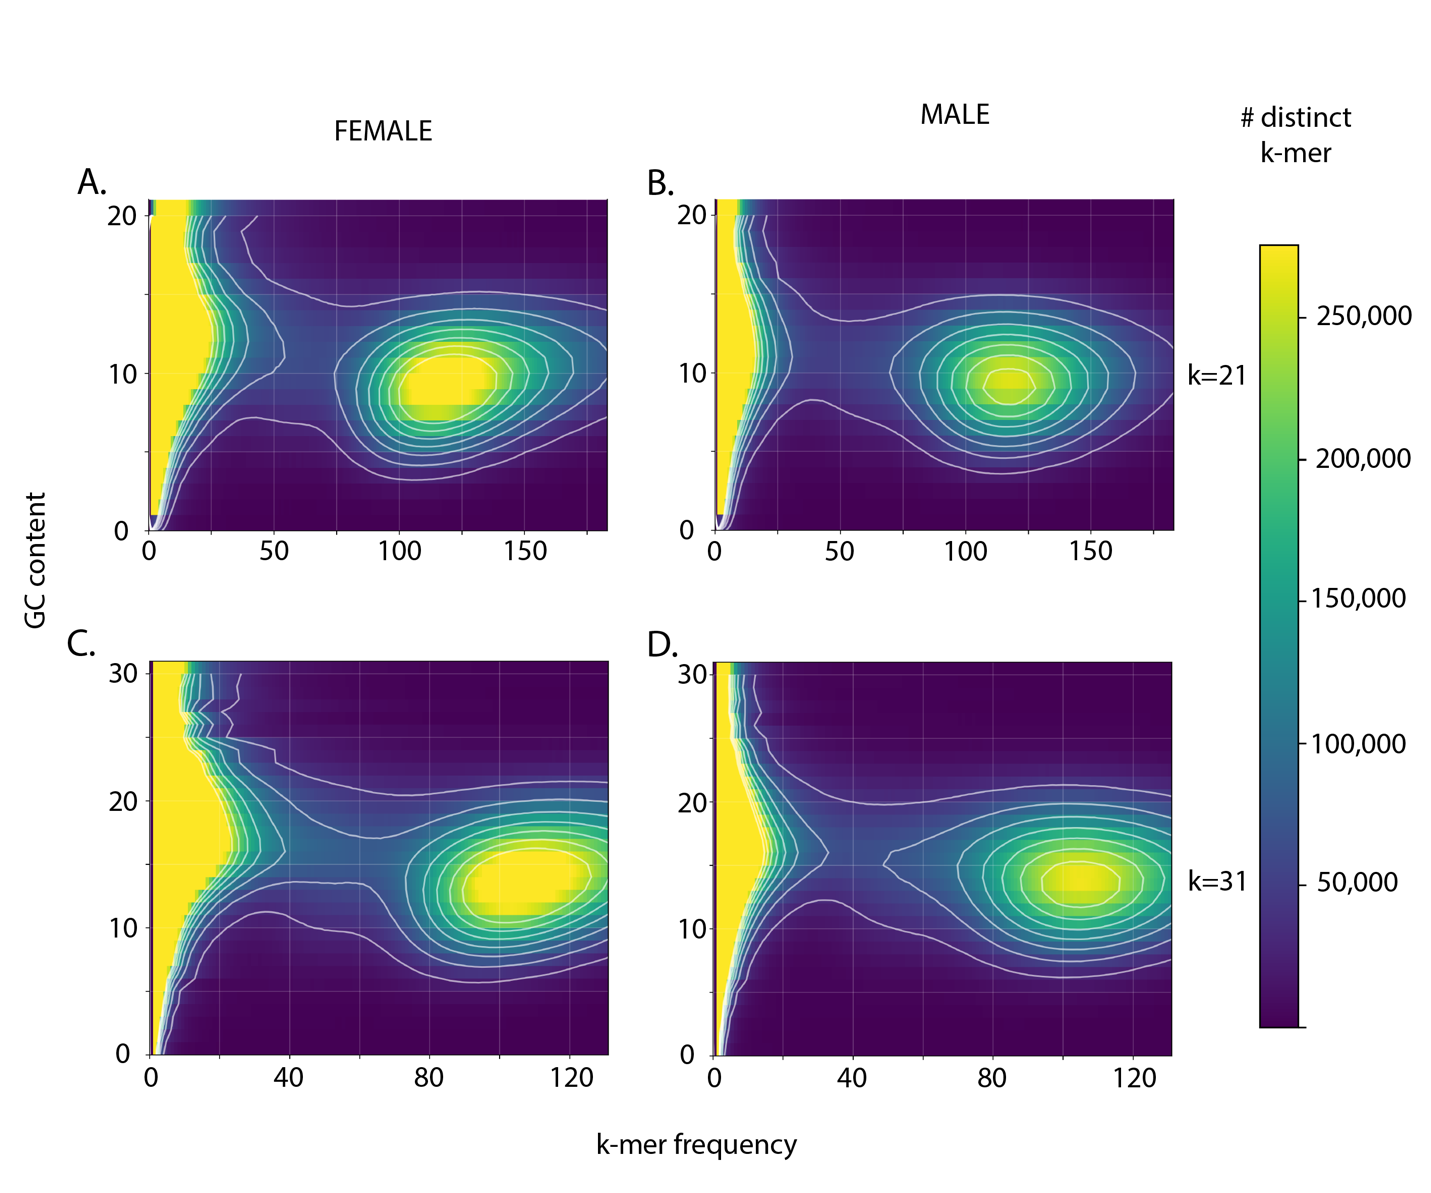 FEMALE
MALE
# distinct
k-mer
A.
B.
20
10
0
0 50 100 150
20
10
0
0 50 100 150
k=21
250,000
200,000
150,000
100,000
50,000
GC content
C.
D.
30
20
10
0
0 40 80 120
30
20
10
0
0 40 80 120
k=31
k-mer frequency